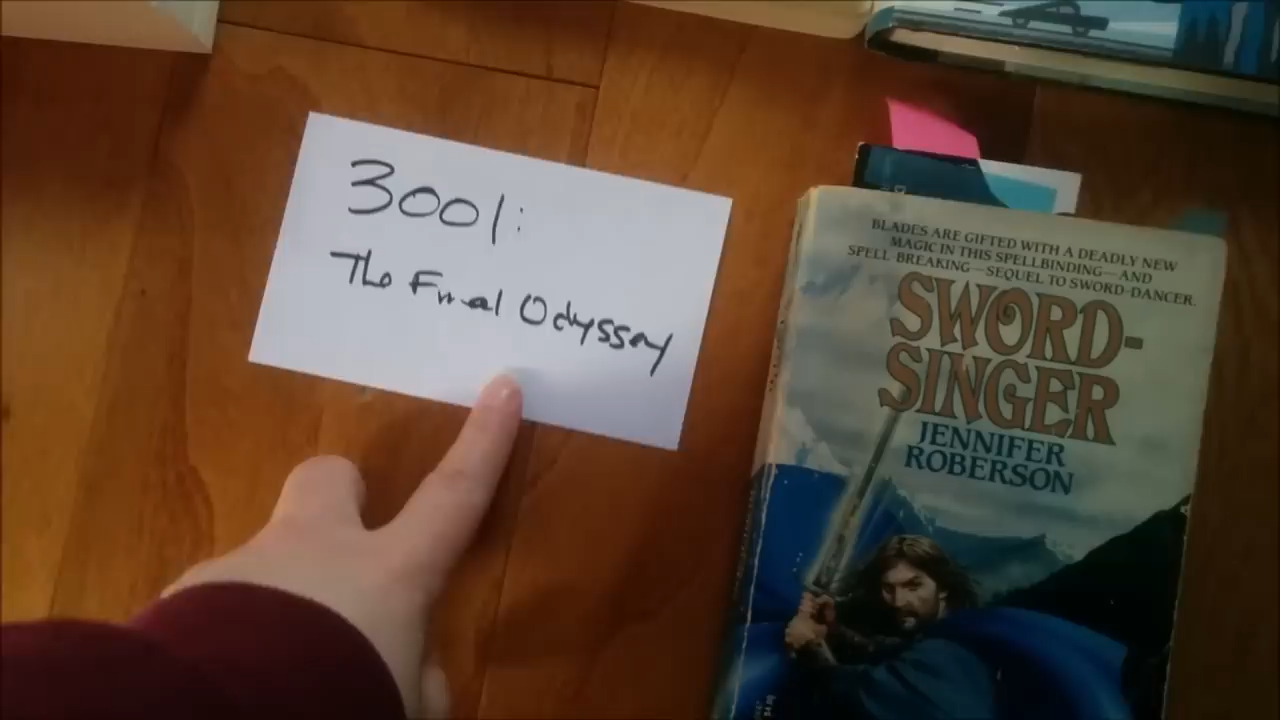 3001:
The Final Odyssey
BLADES ARE GIFTED WITH A DEADLY NEW
MAGIC IN THIS SPELLBINDING—AND
SPELL BREAKING—SEQUEL TO SWORD-DANCER.
SWORD-
SINGER
JENNIFER
ROBERSON